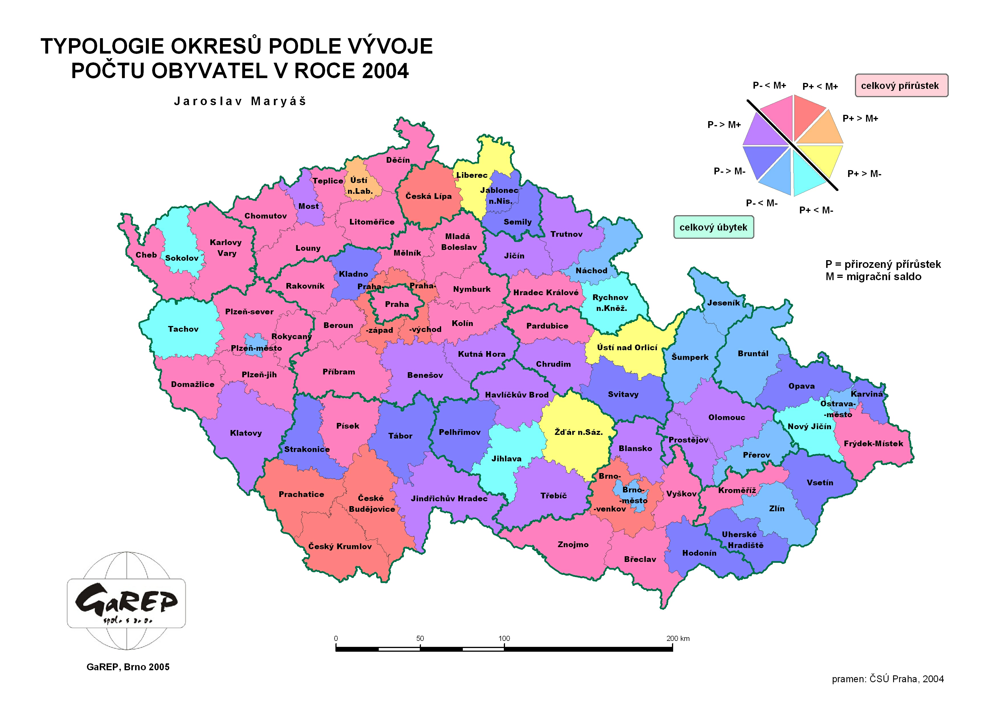 TYPOLOGIE OKRESŮ PODLE VÝVOJE
POČTU OBYVATEL V ROCE 2004
Jaroslav Maryáš
celkový přírůstek
P- < M+
P+ < M+
P- > M+
P+ > M+
P- > M-
P+ > M-
P- < M-
P+ < M-
celkový úbytek
P = přirozený přírůstek
M = migrační saldo
Děčín
Liberec
Teplice
Ústí
n.Lab.
Jablonec
n.Nis.
Česká Lípa
Most
Chomutov
Litoměřice
Semily
Trutnov
Karlovy
Vary
Mladá
Boleslav
Louny
Mělník
Cheb
Sokolov
Jičín
Náchod
Kladno
Rakovník
Praha-
Praha-
Nymburk
Hradec Králové
Rychnov
n.Kněž.
Jeseník
Praha
Plzeň-sever
Tachov
Beroun
-západ
-východ
Kolín
Pardubice
Rokycany
Plzeň-město
Ústí nad Orlicí
Šumperk
Bruntál
Kutná Hora
Chrudim
Plzeň-jih
Příbram
Benešov
Domažlice
Opava
Havlíčkův Brod
Svitavy
Karviná
Ostrava-
-město
Olomouc
Nový Jičín
Písek
Klatovy
Tábor
Pelhřimov
Žďár n.Sáz.
Prostějov
Frýdek-Místek
Strakonice
Blansko
Přerov
Jihlava
Brno-
Vsetín
Prachatice
České
Budějovice
Jindřichův Hradec
Třebíč
Brno-
-město
-venkov
Vyškov
Kroměříž
Zlín
Český Krumlov
Znojmo
Uherské
Hradiště
Hodonín
Břeclav
GaREP
spol. s r.o.
GaREP, Brno 2005
0 50 100 200 km
pramen: ČSÚ Praha, 2004